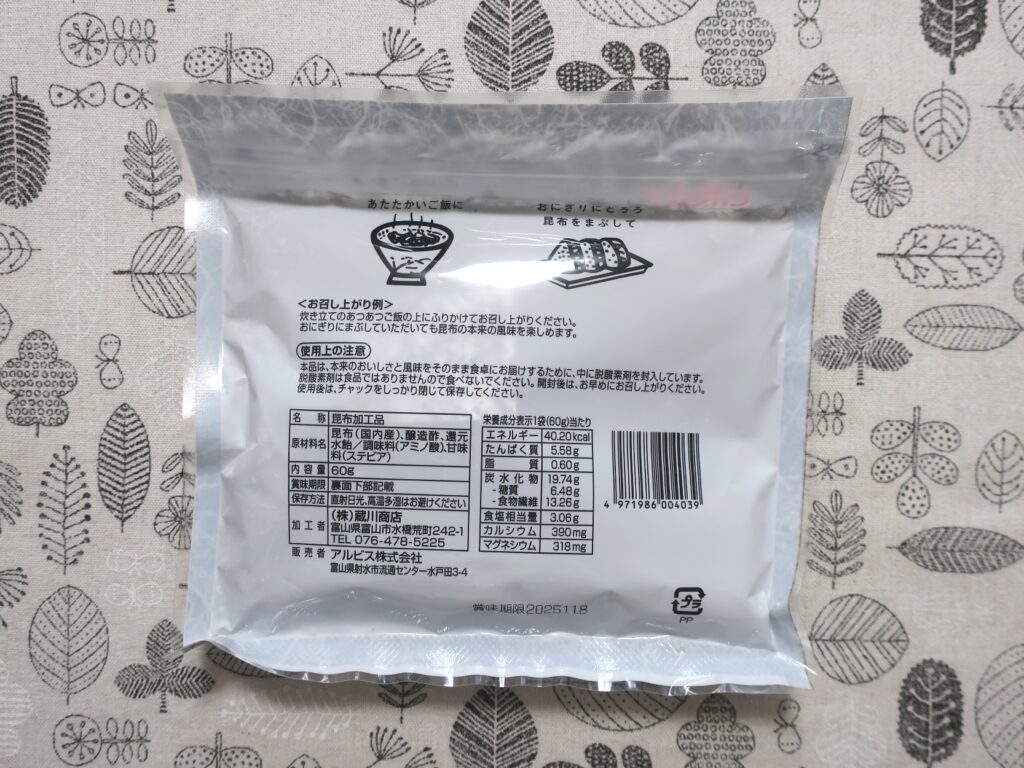 あたたかいご飯に
おにぎりにとろろ
昆布をまぶして
<お召し上がり例>
炊き立てのあつあつご飯の上にふりかけてお召し上がりください。
おにぎりにまぶしていただいても昆布の本来の風味を楽しめます。
使用上の注意
本品は、本来のおいしさと風味をそのまま食卓にお届けするために、中に脱酸素剤を封入しています。
脱酸素剤は食品ではありませんので食べないでください。開封後は、お早めにお召し上がりください。
使用後は、チャックをしっかり閉じて保存してください。
名 称 昆布加工品
原材料名 昆布(国内産)、醸造酢、還元
水飴/調味料(アミノ酸)、甘味
料(ステビア)
内容量 60g
賞味期限 裏面下部記載
保存方法 直射日光、高温多湿はお避けください
加工者 (株)蔵川商店
富山県富山市水橋荒町242-1
TEL 076-478-5225
販売者 アルビス株式会社
富山県射水市流通センター水戸田3-4
栄養成分表示1袋(60g)当たり
エネルギー 40.20kcal
たんぱく質 5.58g
脂質 0.60g
炭水化物 19.74g
-糖質 6.48g
-食物繊維 13.26g
食塩相当量 3.06g
カルシウム 390mg
マグネシウム 318mg
4 971986 004039
賞味期限2025.11.8
プラ
PP